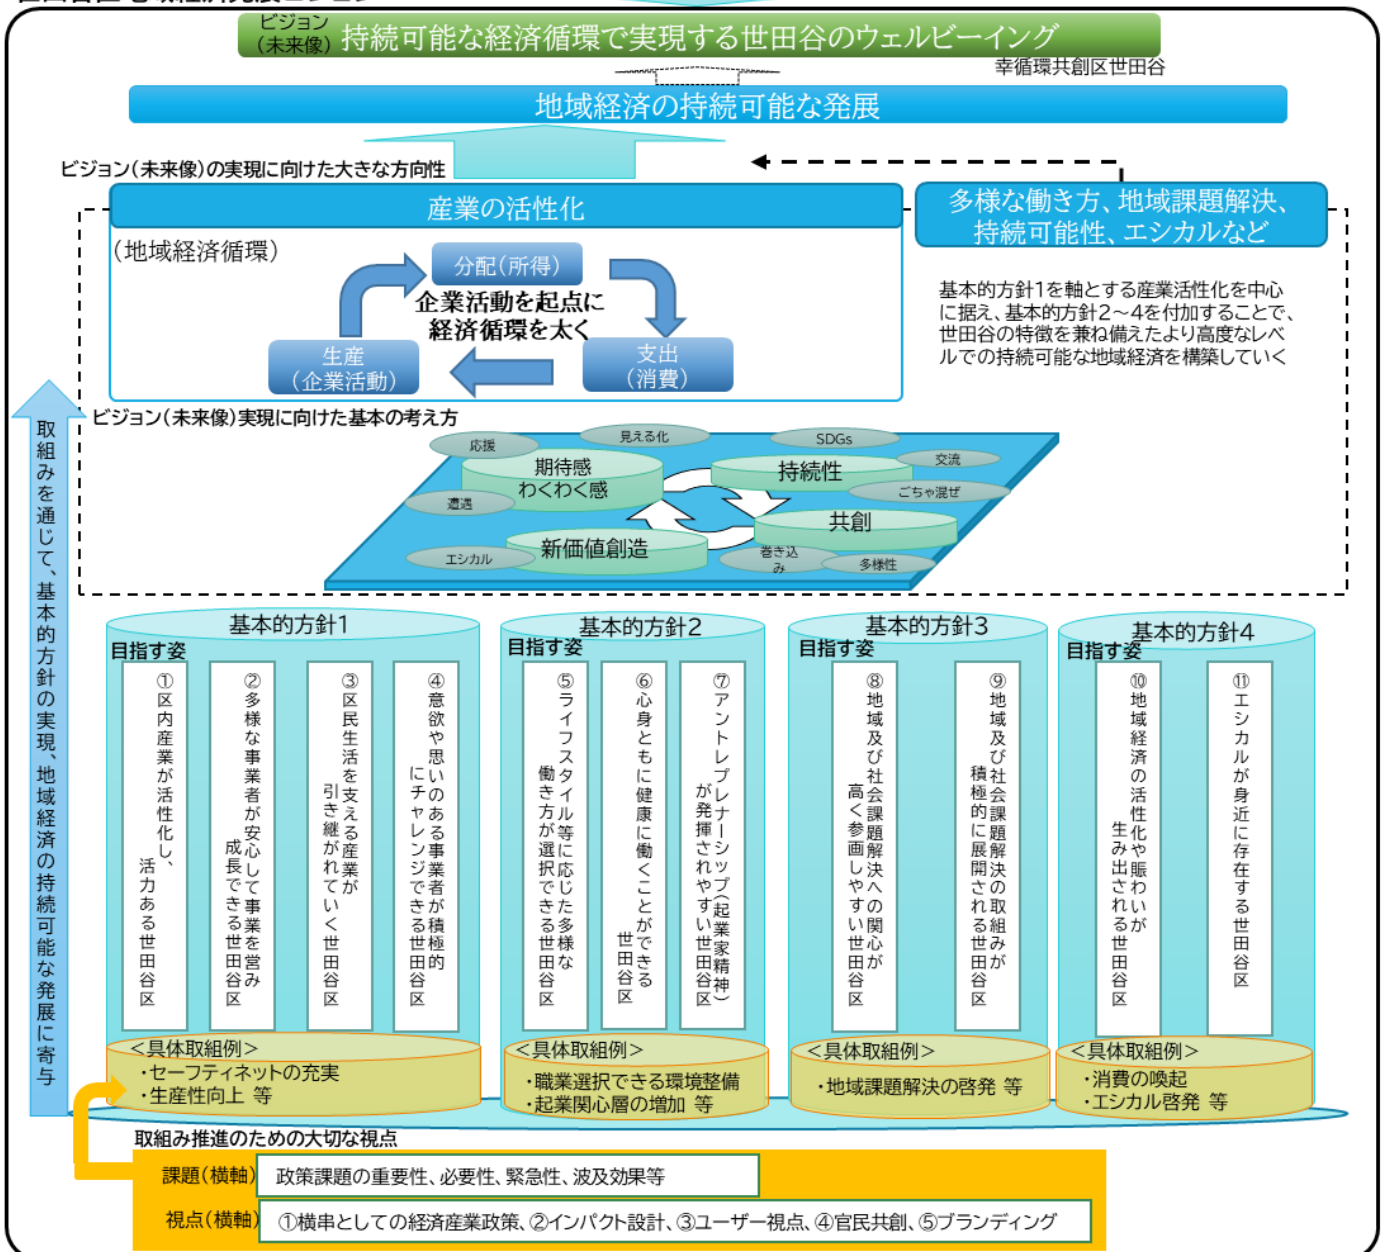 ビジョン
(未来像)
持続可能な経済循環で実現する世田谷のウェルビーイング
幸循環共創区世田谷
地域経済の持続可能な発展
ビジョン(未来像)の実現に向けた大きな方向性
産業の活性化
多様な働き方、地域課題解決、
持続可能性、エシカルなど
(地域経済循環)
分配(所得)
企業活動を起点に
経済循環を太く
生産
(企業活動)
支出
(消費)
基本的方針1を軸とする産業活性化を中心
に据え、基本的方針2~4を付加することで、
世田谷の特徴を兼ね備えたより高度なレベ
ルでの持続可能な地域経済を構築していく
取組みを通じて、基本的方針の実現、地域経済の持続可能な発展に寄与
ビジョン(未来像)実現に向けた基本の考え方
応援
見える化
SDGs
交流
期待感
わくわく感
持続性
ごちゃ混ぜ
遭遇
共創
新価値創造
エシカル
巻き込
み
多様性
基本的方針1
目指す姿
①区内産業が活性化し、
活力ある世田谷区
②多様な事業者が安心して事業を営み
成長できる世田谷区
③区民生活を支える産業が
引き継がれていく世田谷区
④意欲や思いのある事業者が積極的
にチャレンジできる世田谷区
<具体取組例>
・セーフティネットの充実
・生産性向上 等
基本的方針2
目指す姿
⑤ライフスタイル等に応じた多様な
働き方が選択できる世田谷区
⑥心身ともに健康に働くことができる
世田谷区
⑦アントレプレナーシップ(起業家精神)
が発揮されやすい世田谷区
<具体取組例>
・職業選択できる環境整備
・起業関心層の増加 等
基本的方針3
目指す姿
⑧地域及び社会課題解決への関心が
高く参画しやすい世田谷区
⑨地域及び社会課題解決の取組みが
積極的に展開される世田谷区
<具体取組例>
・地域課題解決の啓発 等
基本的方針4
目指す姿
⑩地域経済の活性化や賑わいが
生み出される世田谷区
⑪エシカルが身近に存在する世田谷区
<具体取組例>
・消費の喚起
・エシカル啓発 等
取組み推進のための大切な視点
課題(横軸)
政策課題の重要性、必要性、緊急性、波及効果等
視点(横軸)
①横串としての経済産業政策、②インパクト設計、③ユーザー視点、④官民共創、⑤ブランディング